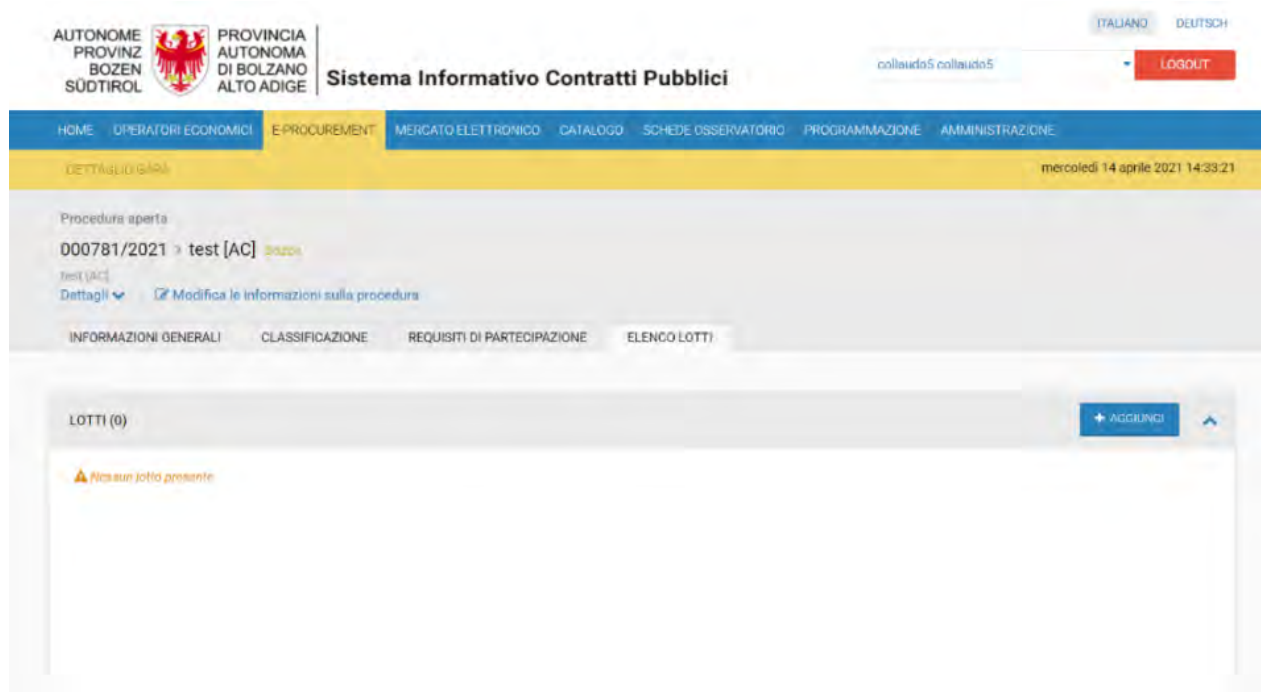 ITALIANO DEUTSCH
AUTONOME PROVINZ BOZEN SÜDTIROL
PROVINCIA AUTONOMA DI BOLZANO ALTO ADIGE
Sistema Informativo Contratti Pubblici
collaudo5 collaudo5
LOGOUT
HOME OPERATORI ECONOMICI E-PROCUREMENT MERCATO ELETTRONICO CATALOGO SCHEDE OSSERVATORIO PROGRAMMAZIONE AMMINISTRAZIONE
DETTAGLIO GARA mercoledì 14 aprile 2021 14:33:21
Procedura aperta
000781/2021 > test [AC] Bozza
test [AC]
Dettagli Modifica le informazioni sulla procedura
INFORMAZIONI GENERALI CLASSIFICAZIONE REQUISITI DI PARTECIPAZIONE ELENCO LOTTI
LOTTI (0) + AGGIUNGI
Nessun lotto presente